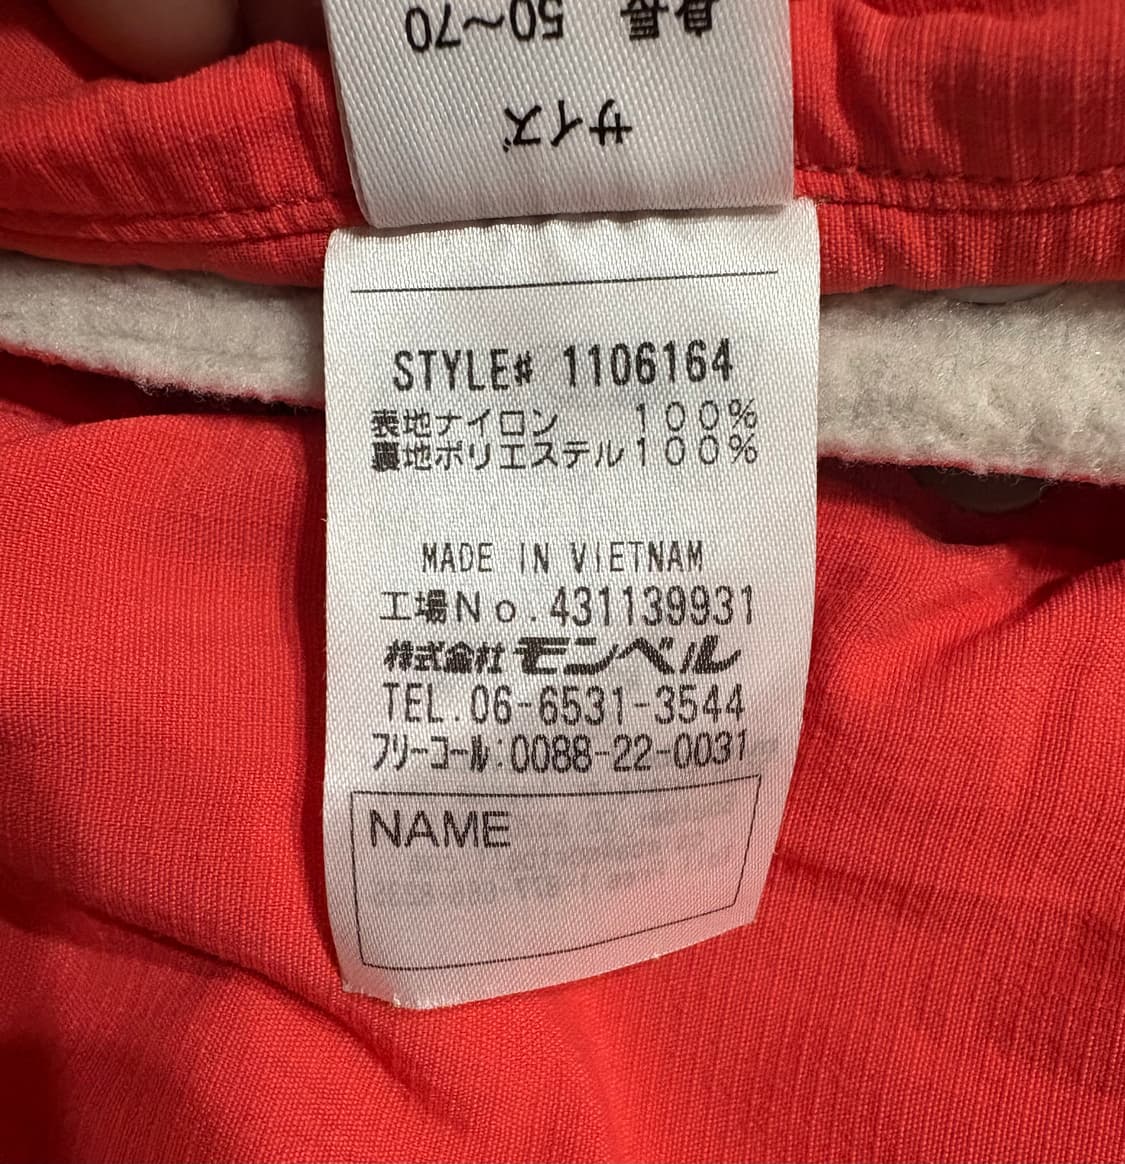 身長 50~70
サイズ
STYLE# 1106164
表地ナイロン 100%
裏地ポリエステル100%
MADE IN VIETNAM
工場No.431139931
株式会社モンベル
TEL.06-6531-3544
フリーコール:0088-22-0031
NAME